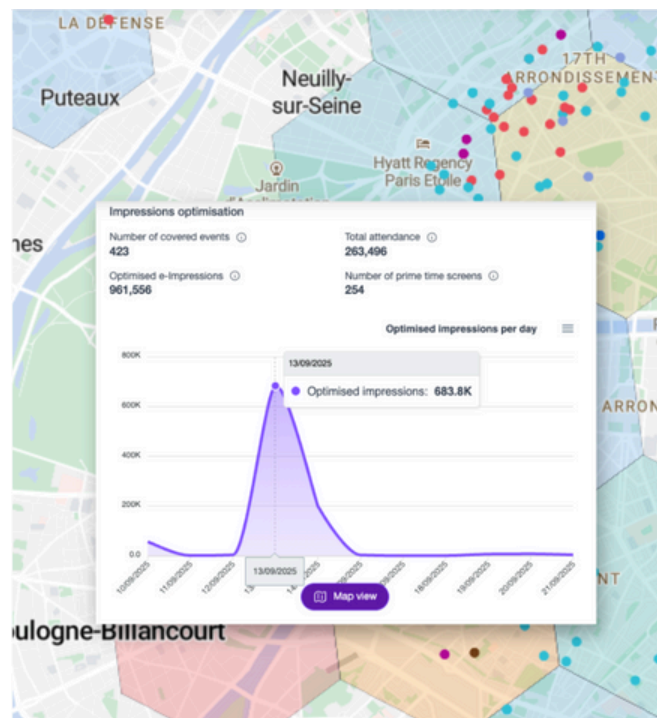 LA DÉFENSE
Puteaux
Neuilly-
sur-Seine
17TH
ARRONDISSEMENT
Hyatt Regency
Paris Etoile
Jardin
d'Acclimatation
nes
Impressions optimisation
Number of covered events
423
Total attendance
263,496
Optimised e-Impressions
961,556
Number of prime time screens
254
Optimised impressions per day
800K
13/09/2025
Optimised impressions: 683.8K
600K
400K
200K
0.0
ARRON
10/09/2025
11/09/2025
12/09/2025
13/09/2025
18/09/2025
19/09/2025
20/09/2025
21/09/2025
Map view
NT
ulogne-Billancourt